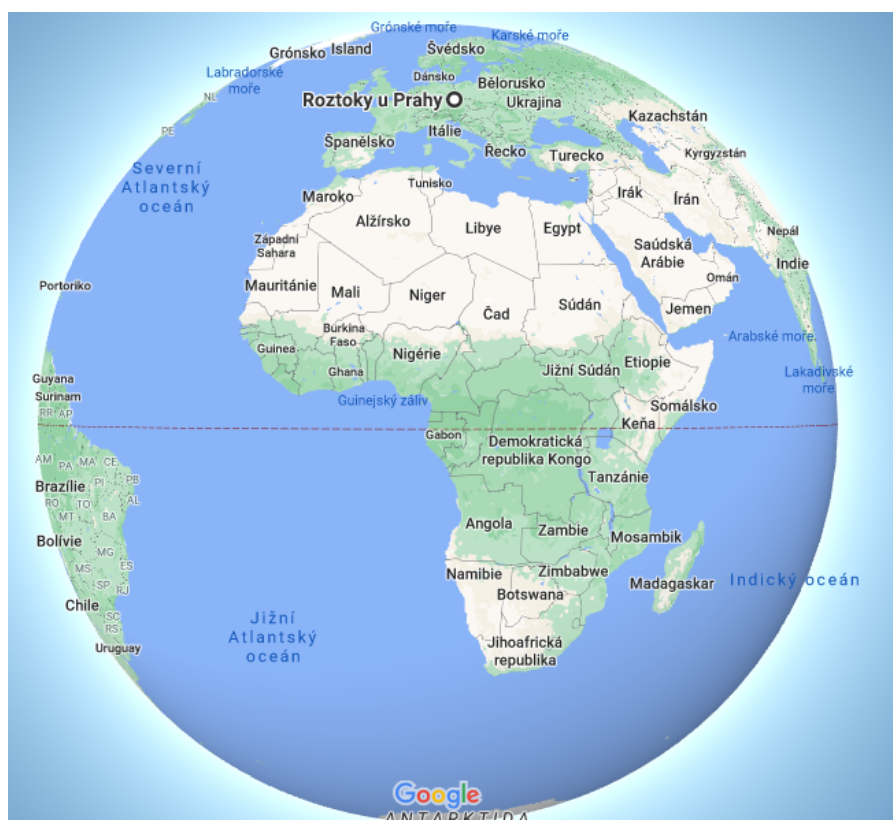 Grónské moře
Karské moře
Grónsko
Island
Švédsko
Labradorské
moře
Dánsko
Bělorusko
NL
Roztoky u Prahy
Ukrajina
Kazachstán
PE
Itálie
Španělsko
Řecko
Turecko
Kyrgyzstán
Severní
Atlantský
oceán
Tunisko
Maroko
Irák
Írán
Alžírsko
Libye
Egypt
Nepál
Západní
Sahara
Saúdská
Arábie
Indie
Omán
Portoriko
Mauritánie
Mali
Niger
Čad
Súdán
Jemen
Burkina
Faso
Guinea
Nigérie
Arabské moře
Etiopie
Ghana
Jižní Súdán
Lakadivské
moře
Guyana
Surinam
Guinejský záliv
RR
AP
Somálsko
Keňa
Gabon
Demokratická
republika Kongo
AM
PA
MA
CE
Tanzánie
Brazílie
PI
PB
RO
TO
AL
MT
BA
Angola
Zambie
Mosambik
Bolívie
MG
MS
ES
Namibie
Zimbabwe
Madagaskar
Indický oceán
SP
RJ
Botswana
Chile
SC
RS
Jižní
Atlantský
oceán
Jihoafrická
republika
Uruguay
Google
ANTARKTIDA